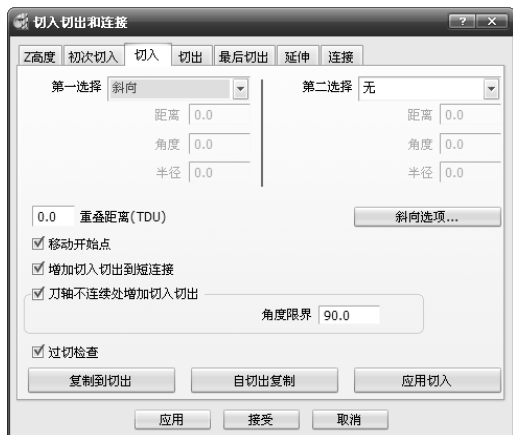 切入切出和连接
Z高度 初次切入 切入 切出 最后切出 延伸 连接
第一选择 斜向 第二选择 无
距离 0.0 距离 0.0
角度 0.0 角度 0.0
半径 0.0 半径 0.0
0.0 重叠距离(TDU) 斜向选项...
移动开始点
增加切入切出到短连接
刀轴不连续处增加切入切出
角度限界 90.0
过切检查
复制到切出 自切出复制 应用切入
应用 接受 取消